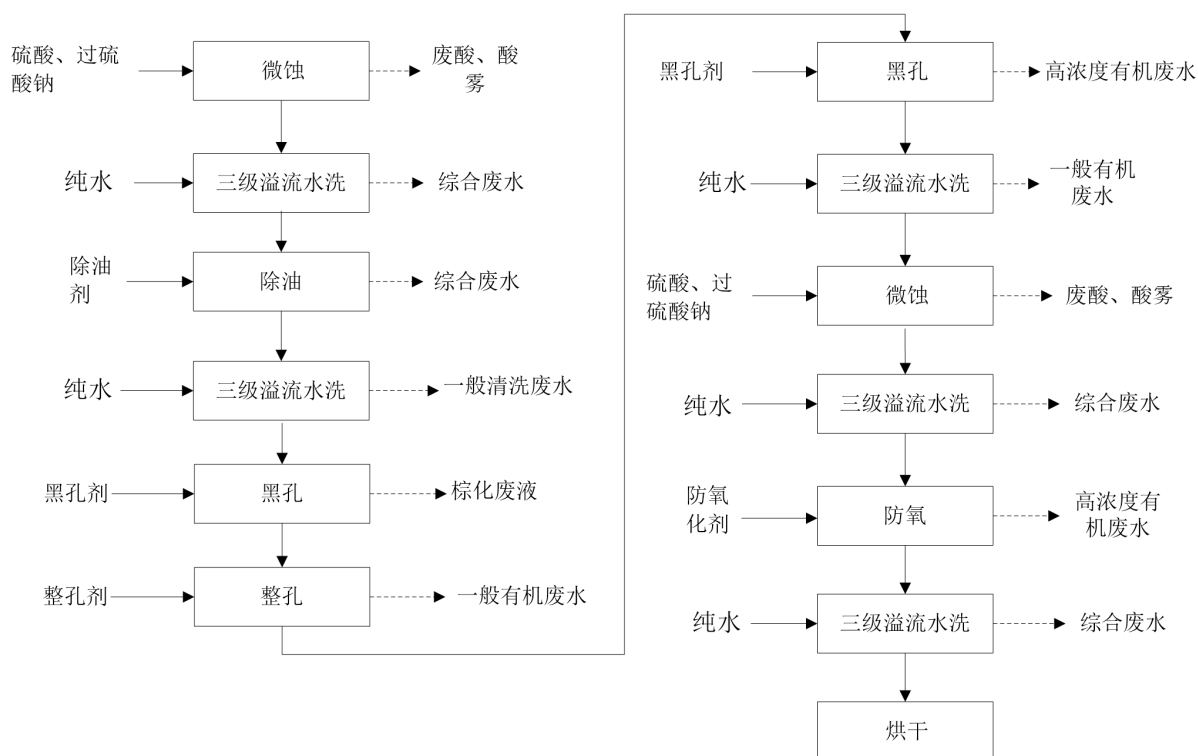 硫酸、过硫
酸钠
微蚀
废酸、酸
雾
纯水
三级溢流水洗
综合废水
除油
剂
除油
综合废水
纯水
三级溢流水洗
一般清洗废水
黑孔剂
黑孔
棕化废液
整孔剂
整孔
一般有机废水
黑孔剂
黑孔
高浓度有机废水
纯水
三级溢流水洗
一般有机
废水
硫酸、过
硫酸钠
微蚀
废酸、酸雾
纯水
三级溢流水洗
综合废水
防氧
化剂
防氧
高浓度有
机废水
纯水
三级溢流水洗
综合废水
烘干